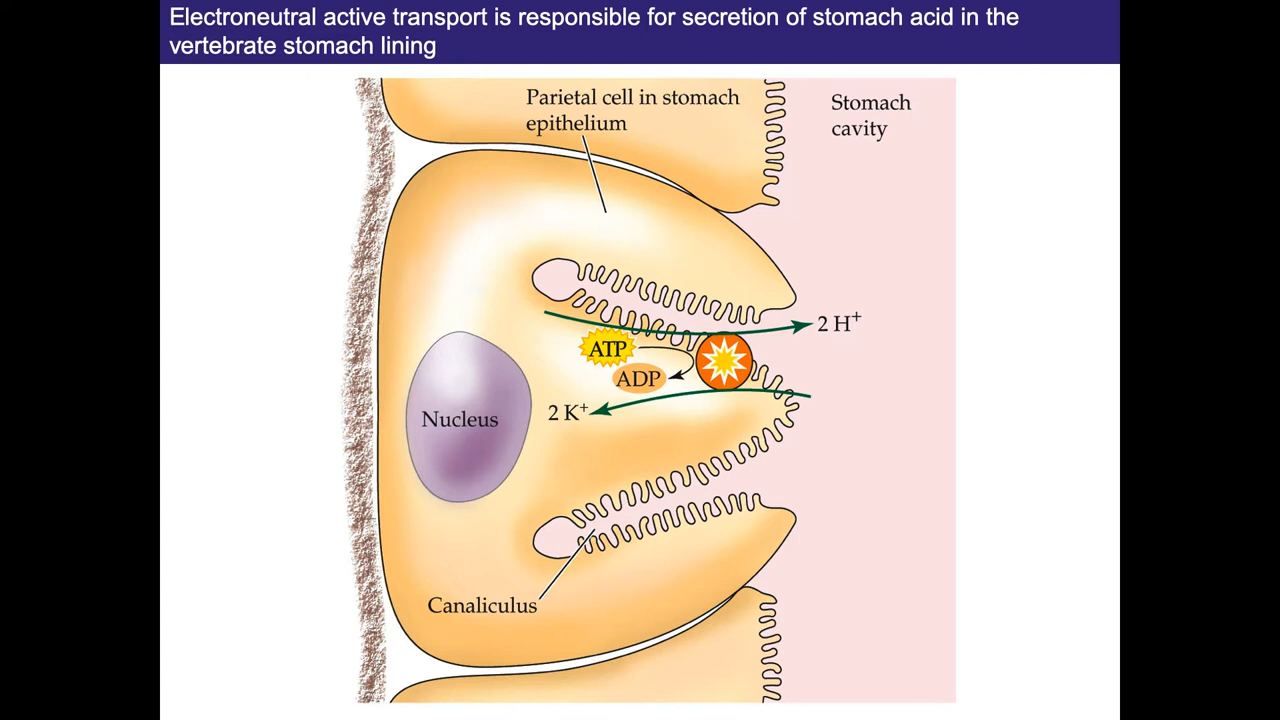 Electroneutral active transport is responsible for secretion of stomach acid in the
vertebrate stomach lining
Parietal cell in stomach
epithelium
Stomach
cavity
2 H⁺
ATP
ADP
2 K⁺
Nucleus
Canaliculus